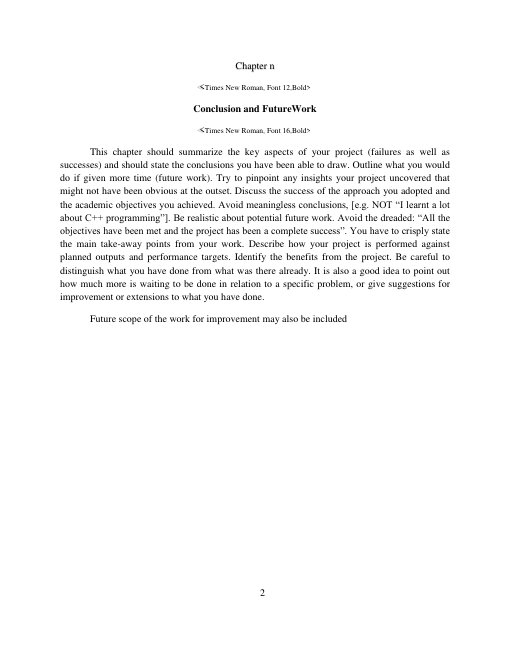 Chapter n
<Times New Roman, Font 12,Bold>
Conclusion and FutureWork
<Times New Roman, Font 16,Bold>
This chapter should summarize the key aspects of your project (failures as well as
successes) and should state the conclusions you have been able to draw. Outline what you would
do if given more time (future work). Try to pinpoint any insights your project uncovered that
might not have been obvious at the outset. Discuss the success of the approach you adopted and
the academic objectives you achieved. Avoid meaningless conclusions, [e.g. NOT “I learnt a lot
about C++ programming”]. Be realistic about potential future work. Avoid the dreaded: “All the
objectives have been met and the project has been a complete success”. You have to crisply state
the main take-away points from your work. Describe how your project is performed against
planned outputs and performance targets. Identify the benefits from the project. Be careful to
distinguish what you have done from what was there already. It is also a good idea to point out
how much more is waiting to be done in relation to a specific problem, or give suggestions for
improvement or extensions to what you have done.
Future scope of the work for improvement may also be included
2